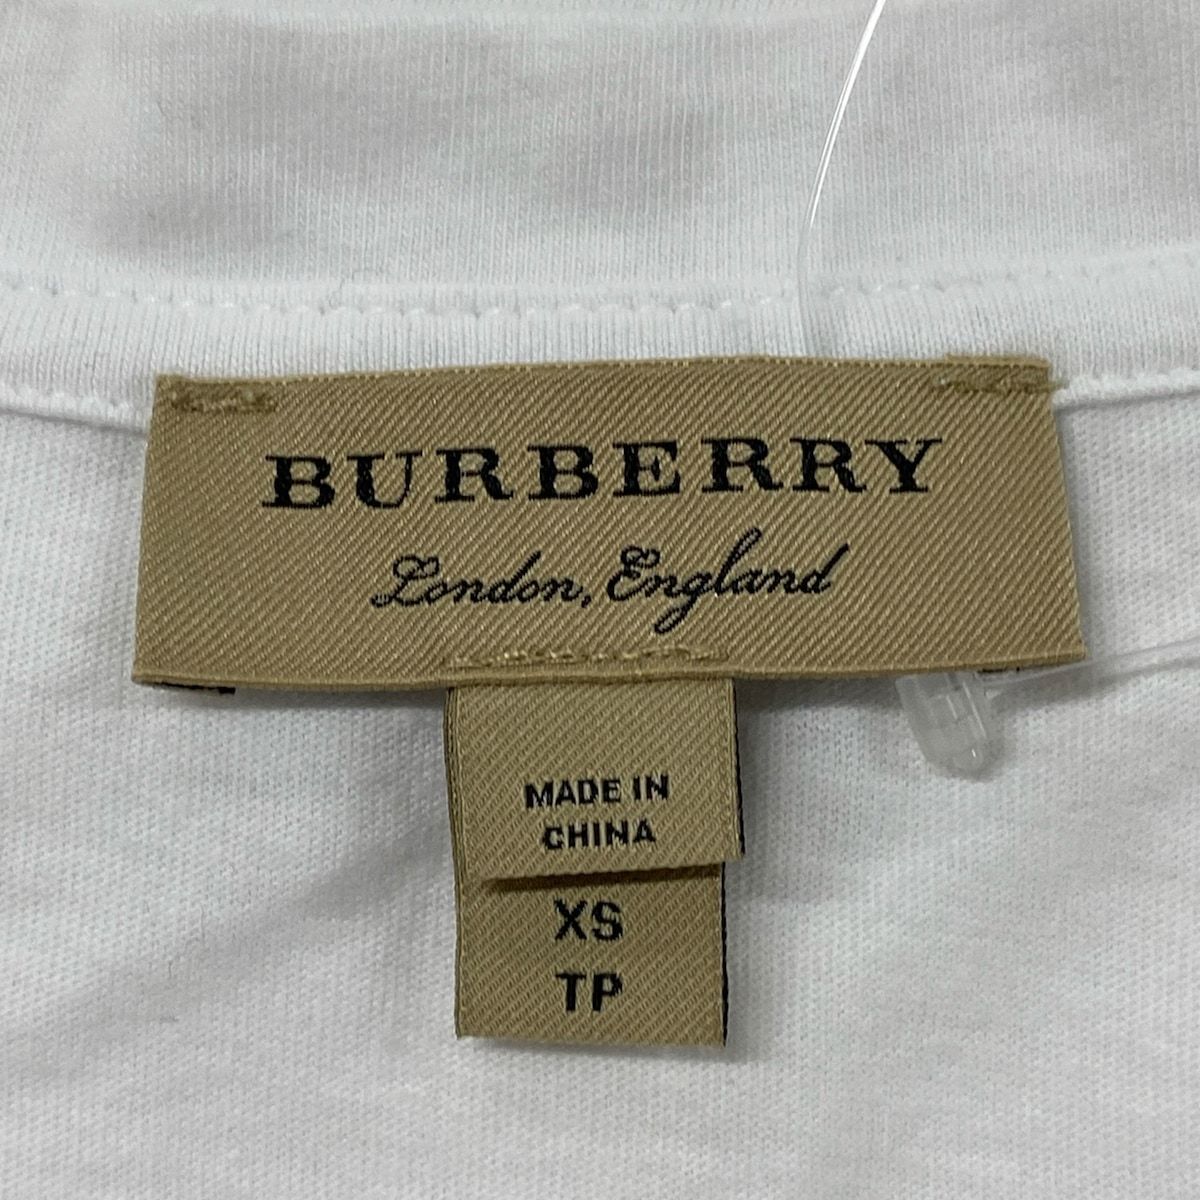 BURBERRY
London, England
MADE IN
CHINA
XS
TP